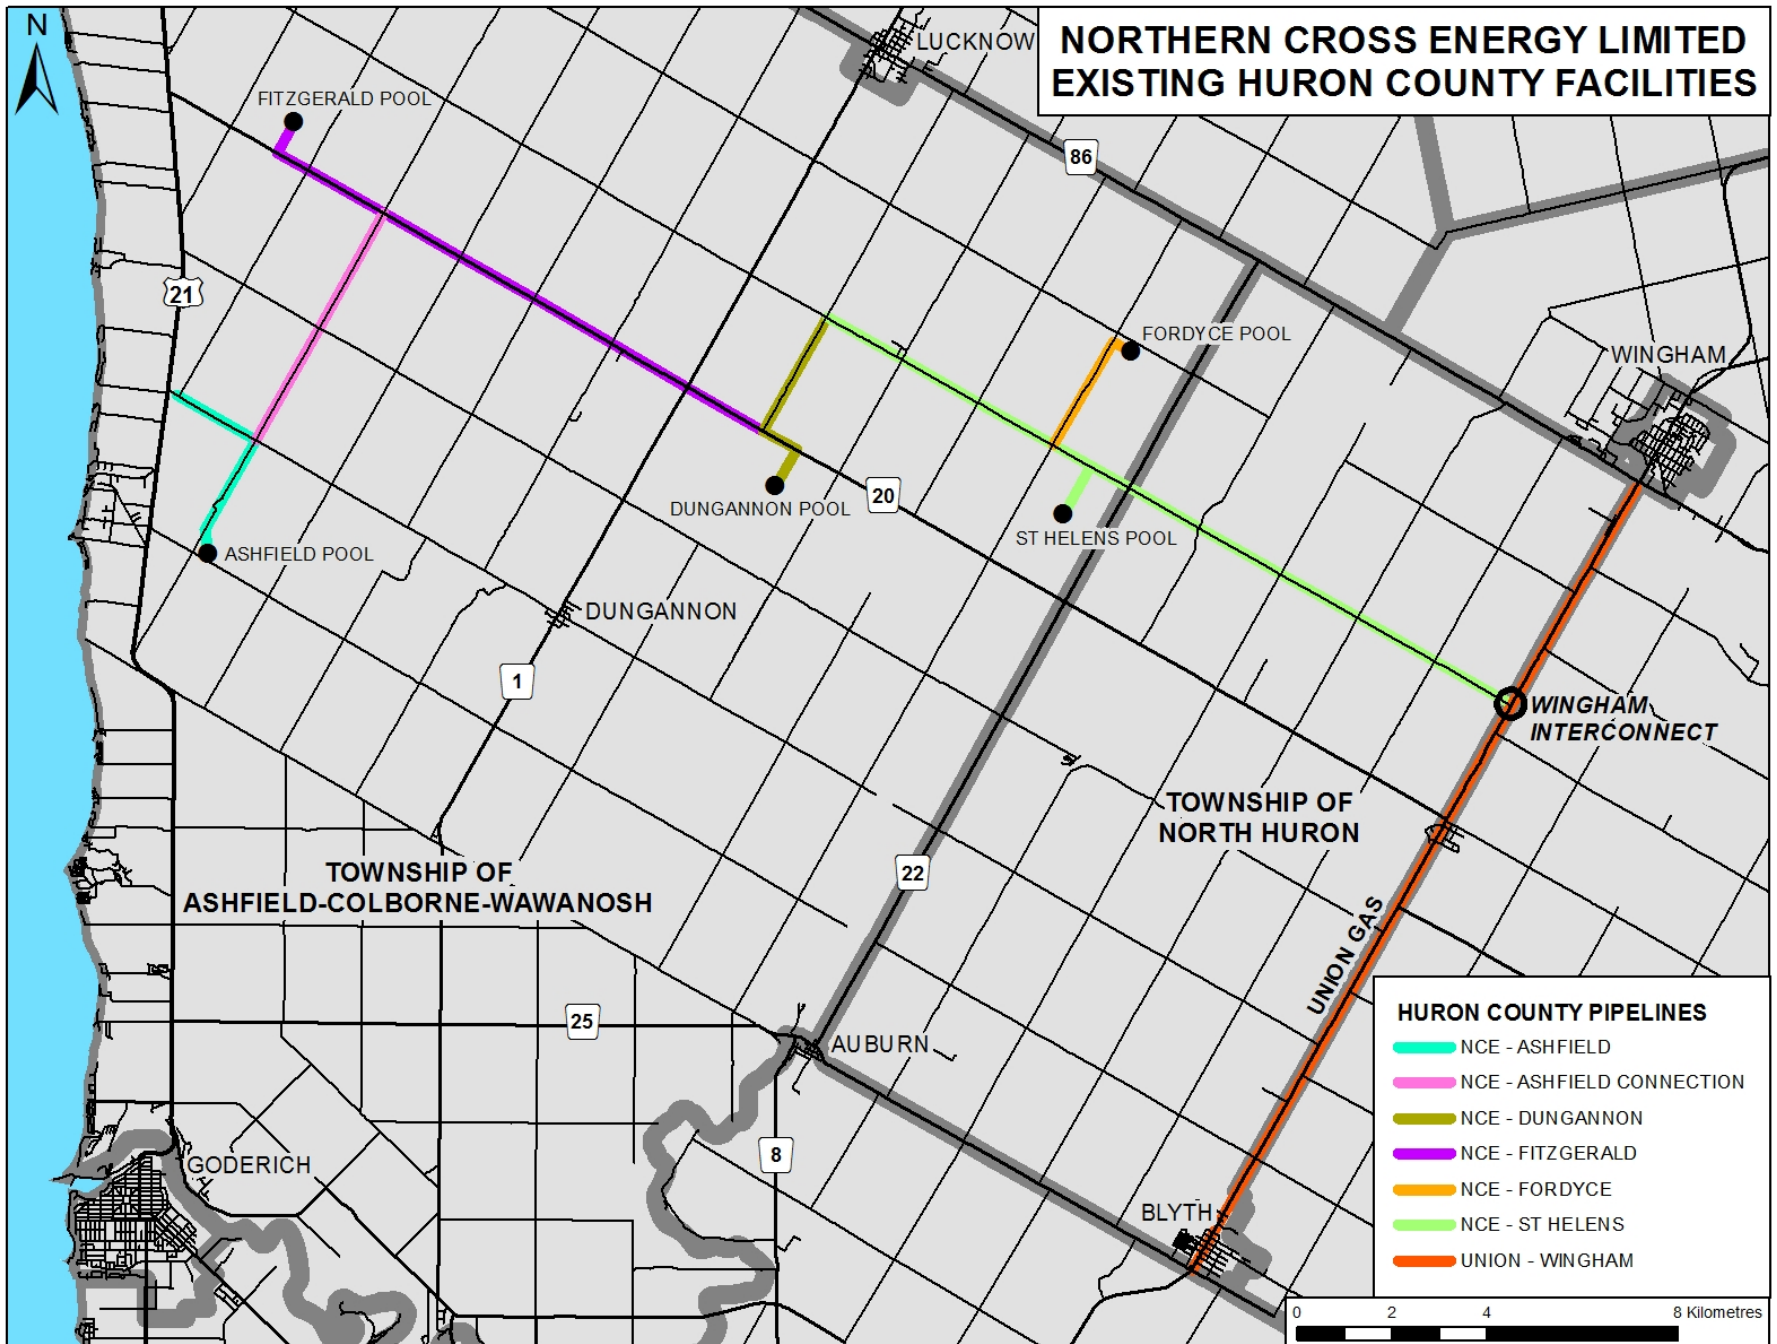 N
LUCKNOW
NORTHERN CROSS ENERGY LIMITED
EXISTING HURON COUNTY FACILITIES
FITZGERALD POOL
86
21
FORDYCE POOL
WINGHAM
20
DUNGANNON POOL
ST HELENS POOL
ASHFIELD POOL
DUNGANNON
1
WINGHAM
INTERCONNECT
TOWNSHIP OF
NORTH HURON
TOWNSHIP OF
ASHFIELD-COLBORNE-WAWANOSH
22
UNION GAS
25
AUBURN
8
GODERICH
BLYTH
HURON COUNTY PIPELINES
NCE - ASHFIELD
NCE - ASHFIELD CONNECTION
NCE - DUNGANNON
NCE - FITZGERALD
NCE - FORDYCE
NCE - ST HELENS
UNION - WINGHAM
0 2 4 8 Kilometres